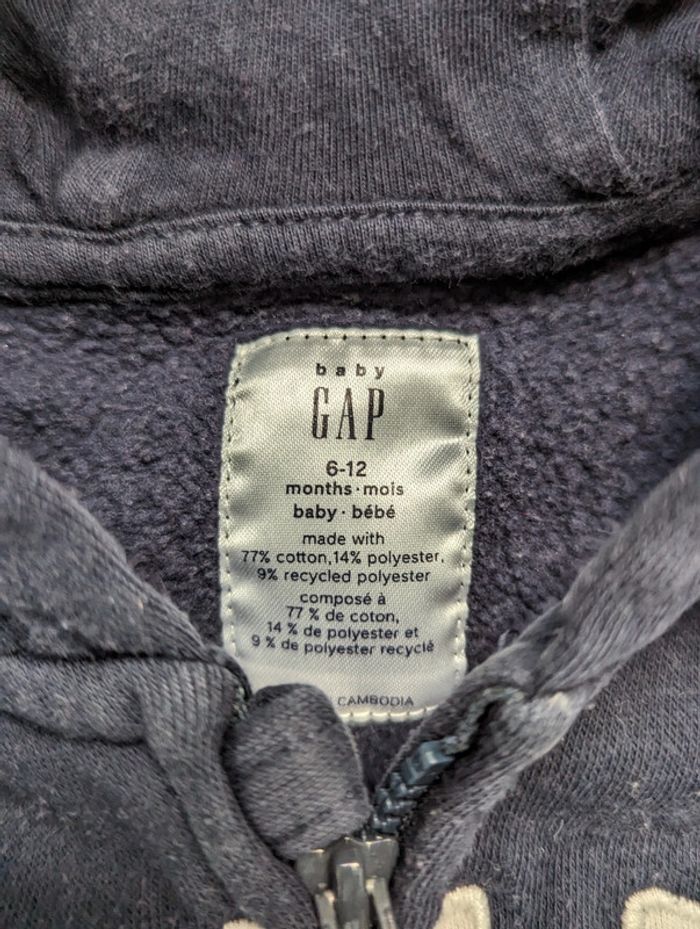 baby
GAP
6-12
months·mois
baby·bébé
made with
77% cotton,14% polyester,
9% recycled polyester
composé à
77 % de coton,
14 % de polyester et
9 % de polyester recyclé
CAMBODIA